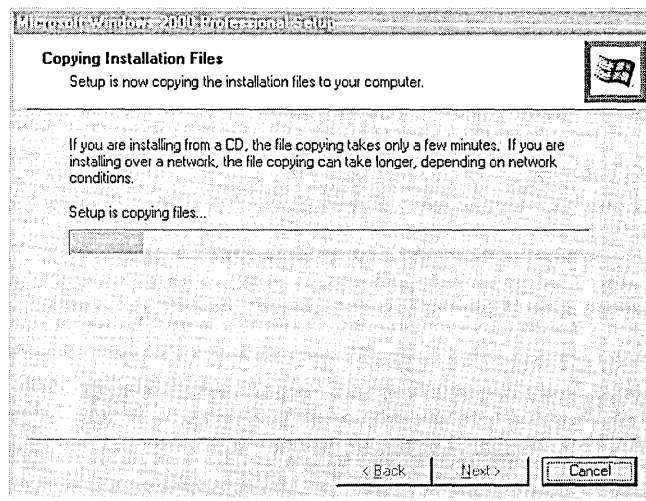 Microsoft Windows 2000 Professional Setup
Copying Installation Files
Setup is now copying the installation files to your computer.
If you are installing from a CD, the file copying takes only a few minutes. If you are
installing over a network, the file copying can take longer, depending on network
conditions.
Setup is copying files...
< Back
Next >
Cancel